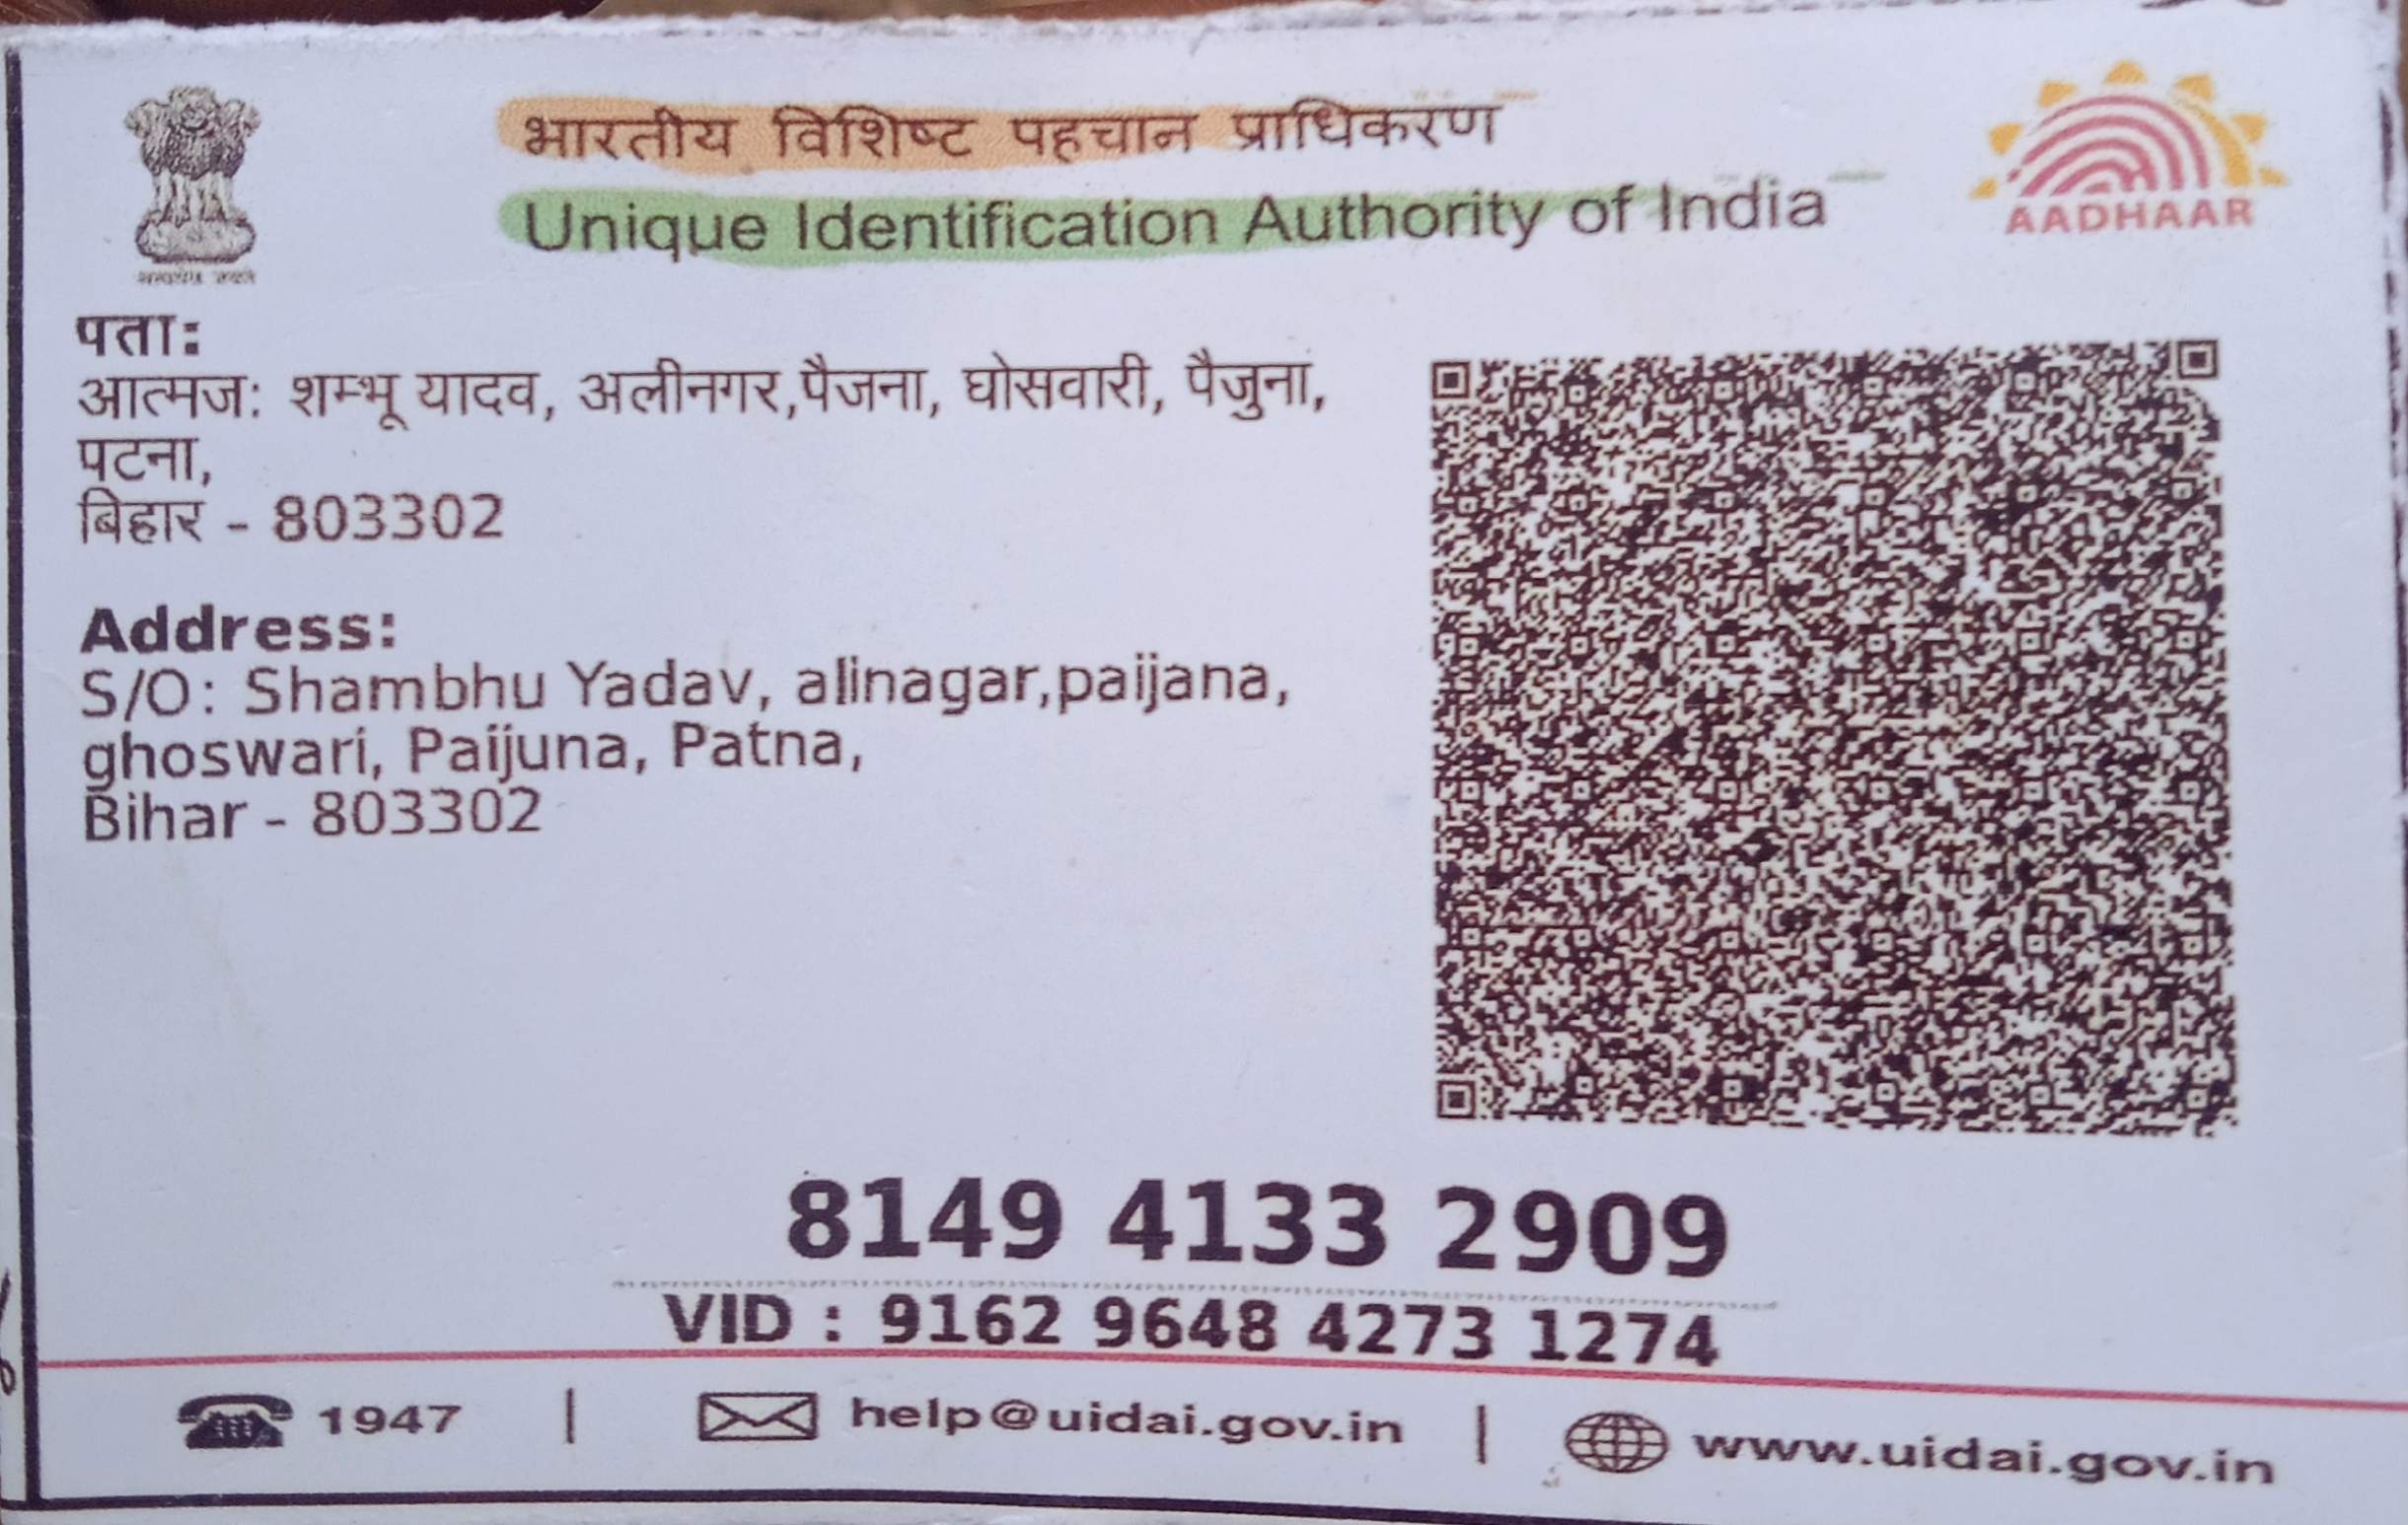 भारतीय विशिष्ट पहचान प्राधिकरण
Unique Identification Authority of India
AADHAAR
पता:
आत्मज: शम्भू यादव, अलीनगर,पैजना, घोसवारी, पैजुना,
पटना,
बिहार - 803302
Address:
S/O: Shambhu Yadav, alinagar,paijana,
ghoswari, Paijuna, Patna,
Bihar - 803302
8149 4133 2909
VID : 9162 9648 4273 1274
1947 | help@uidai.gov.in | www.uidai.gov.in